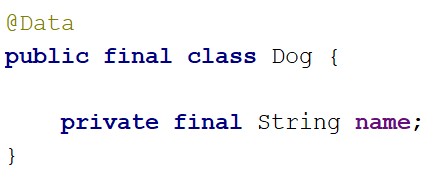 @Data
public final class Dog {
    private final String name;
}